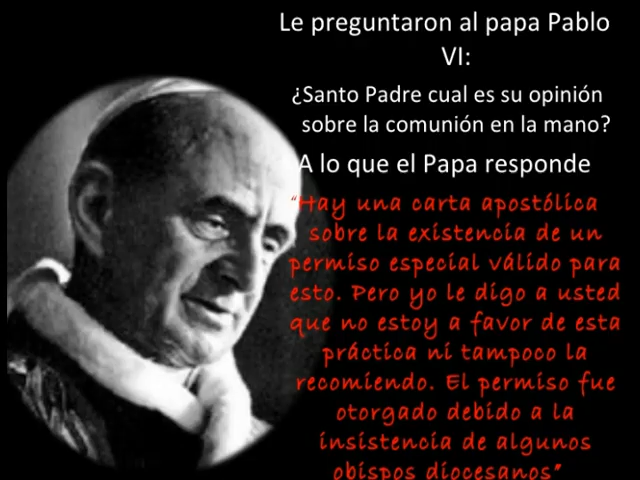 Le preguntaron al papa Pablo
VI:
¿Santo Padre cual es su opinión
sobre la comunión en la mano?
A lo que el Papa responde
“Hay una carta apostólica
sobre la existencia de un
permiso especial válido para
esto. Pero yo le digo a usted
que no estoy a favor de esta
práctica ni tampoco la
recomiendo. El permiso fue
otorgado debido a la
insistencia de algunos
obispos diocesanos”